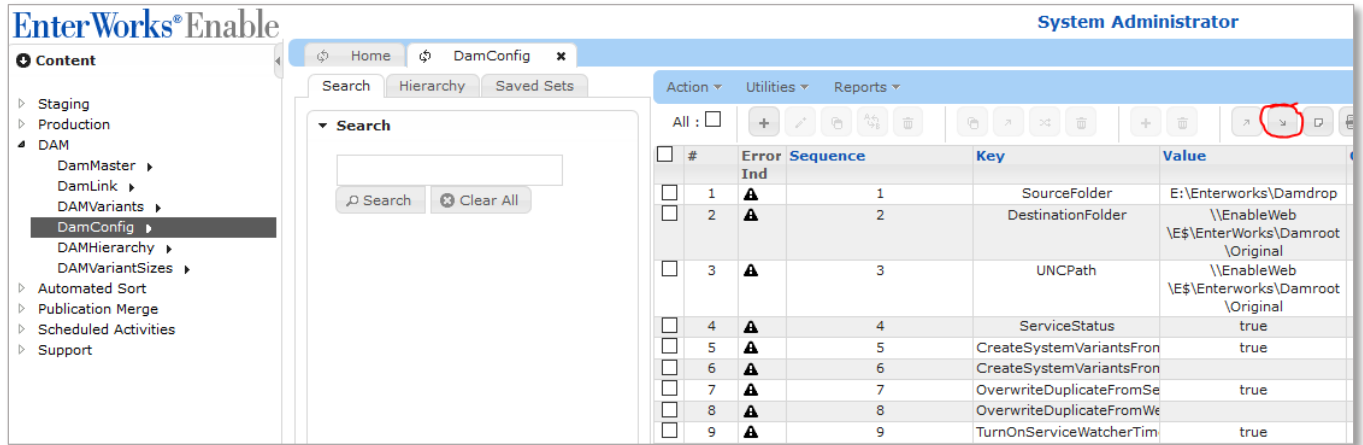 EnterWorks®Enable
System Administrator
Content
Home
DamConfig
Search
Hierarchy
Saved Sets
Action
Utilities
Reports
Staging
Production
DAM
DamMaster
DamLink
DAMVariants
DamConfig
DAMHierarchy
DAMVariantSizes
Automated Sort
Publication Merge
Scheduled Activities
Support
Search
Search
Clear All
All :
# Error Ind Sequence Key Value
1 1 SourceFolder E:\Enterworks\Damdrop
2 2 DestinationFolder \\EnableWeb
\E$\EnterWorks\Damroot
\Original
3 3 UNCPath \\EnableWeb
\E$\Enterworks\Damroot
\Original
4 4 ServiceStatus true
5 5 CreateSystemVariantsFron true
6 6 CreateSystemVariantsFron
7 7 OverwriteDuplicateFromSe true
8 8 OverwriteDuplicateFromWe
9 9 TurnOnServiceWatcherTim true